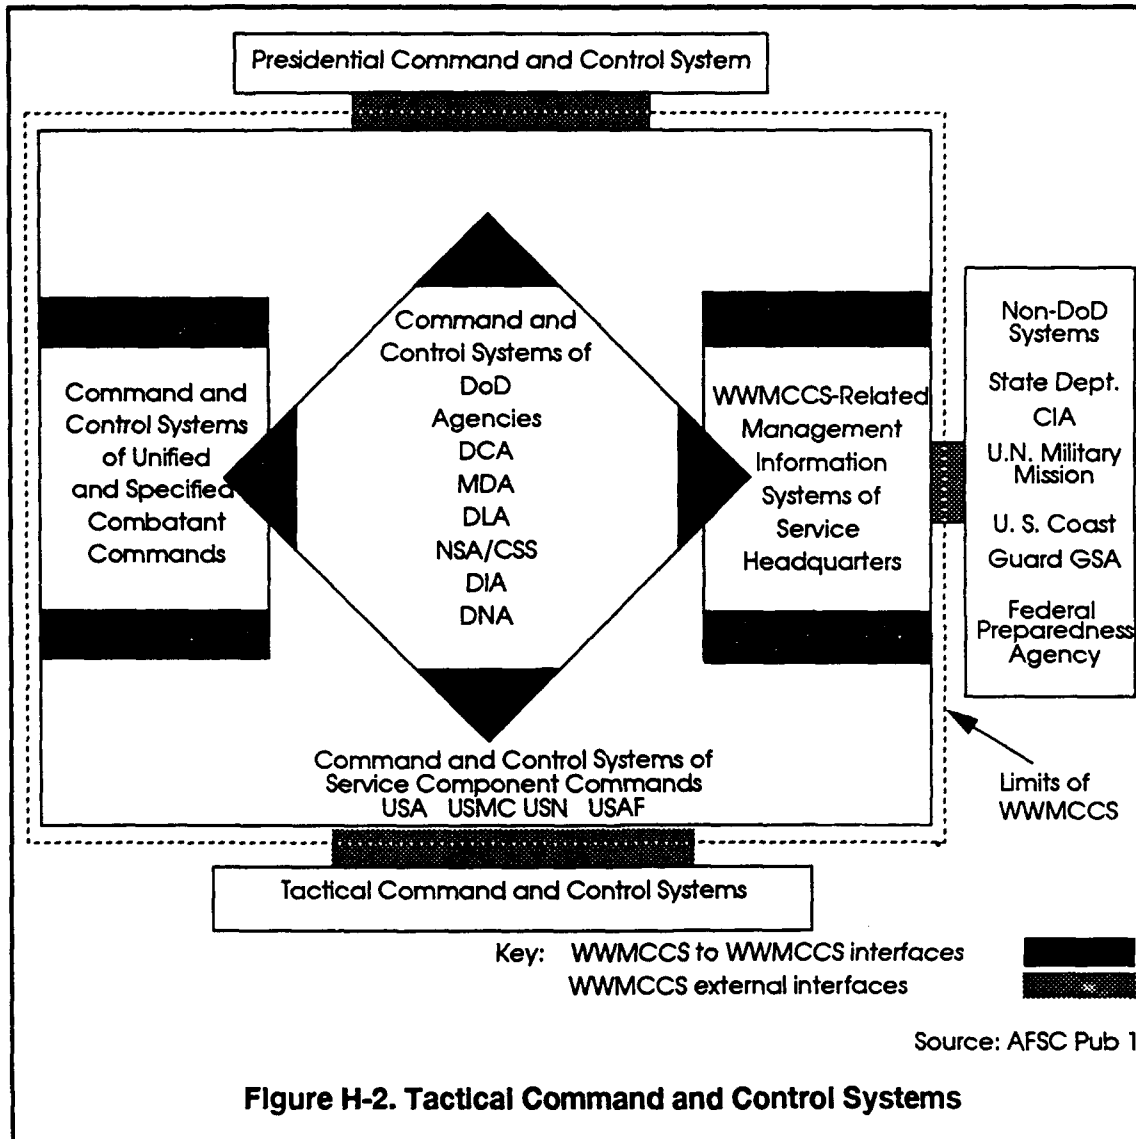 Presidential Command and Control System
Command and
Control Systems
of Unified
and Specified
Combatant
Commands
Command and
Control Systems of
DoD
Agencies
DCA
MDA
DLA
NSA/CSS
DIA
DNA
WWMCCS-Related
Management
Information
Systems of
Service
Headquarters
Non-DoD
Systems
State Dept.
CIA
U.N. Military
Mission
U. S. Coast
Guard GSA
Federal
Preparedness
Agency
Command and Control Systems of
Service Component Commands
USA USMC USN USAF
Limits of
WWMCCS
Tactical Command and Control Systems
Key: WWMCCS to WWMCCS interfaces
WWMCCS external interfaces
Source: AFSC Pub 1
Figure H-2. Tactical Command and Control Systems